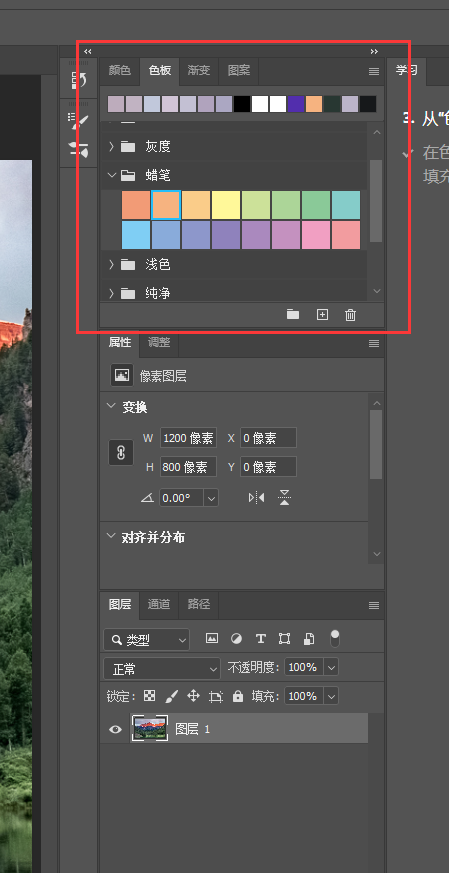 颜色 色板 渐变 图案 学习
3. 从"
灰度
蜡笔
浅色
纯净
在色
填充
属性 调整
像素图层
变换
W 1200 像素 X 0 像素
H 800 像素 Y 0 像素
0.00°
对齐并分布
图层 通道 路径
类型
正常 不透明度: 100%
锁定: 填充: 100%
图层 1